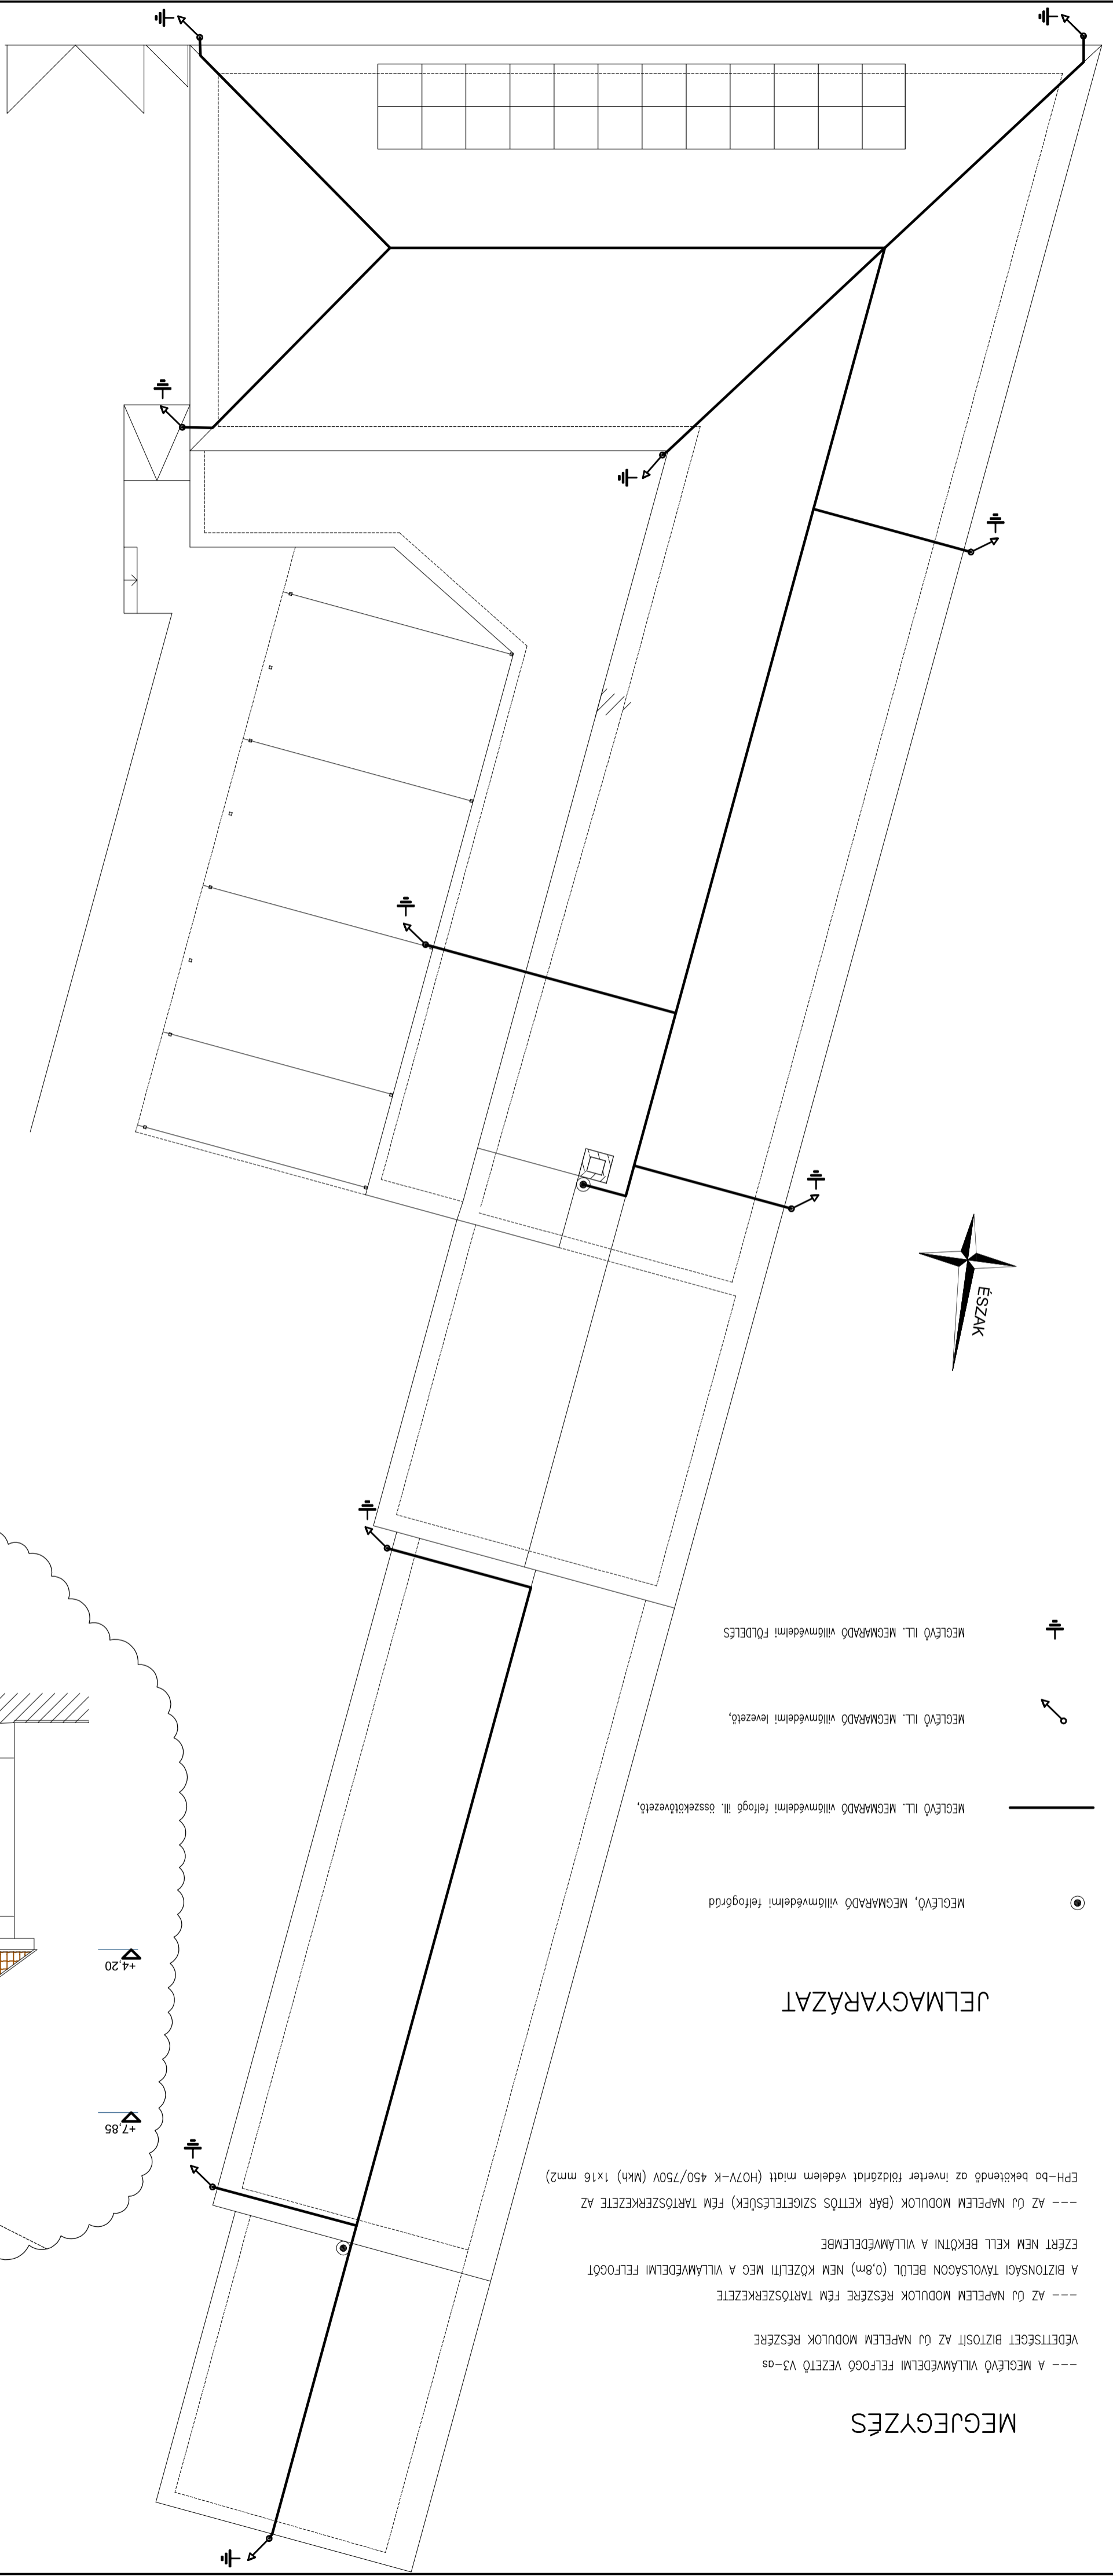 MEGJEGYZÉS
--- A MEGLÉVŐ VILLÁMVÉDELMI FELFOGÓ VEZETŐ V3-as
VÉDETTSÉGET BIZTOSÍT AZ ÚJ NAPELEM MODULOK RÉSZÉRE
--- AZ ÚJ NAPELEM MODULOK RÉSZÉRE FÉM TARTÓSZERKEZETE
A BIZTONSÁGI TÁVOLSÁGON BELÜL (0,8m) NEM KÖZELÍTI MEG A VILLÁMVÉDELMI FELFOGÓT
EZÉRT NEM KELL BEKÖTNI A VILLÁMVÉDELEMBE
--- AZ ÚJ NAPELEM MODULOK (BÁR KETTŐS SZIGETELÉSŰEK) FÉM TARTÓSZERKEZETE AZ
EPH-ba bekötendő az inverter földzárlat védelem miatt (H07V-K 450/750V (Mkh) 1x16 mm2)
+7,85
JELMAGYARÁZAT
+4,20
MEGLÉVŐ, MEGMARADÓ villámvédelmi felfogórúd
MEGLÉVŐ ILL. MEGMARADÓ villámvédelmi felfogó ill. összekötővezető,
MEGLÉVŐ ILL. MEGMARADÓ villámvédelmi levezető,
MEGLÉVŐ ILL. MEGMARADÓ villámvédelmi FÖLDELÉS
ÉSZAK